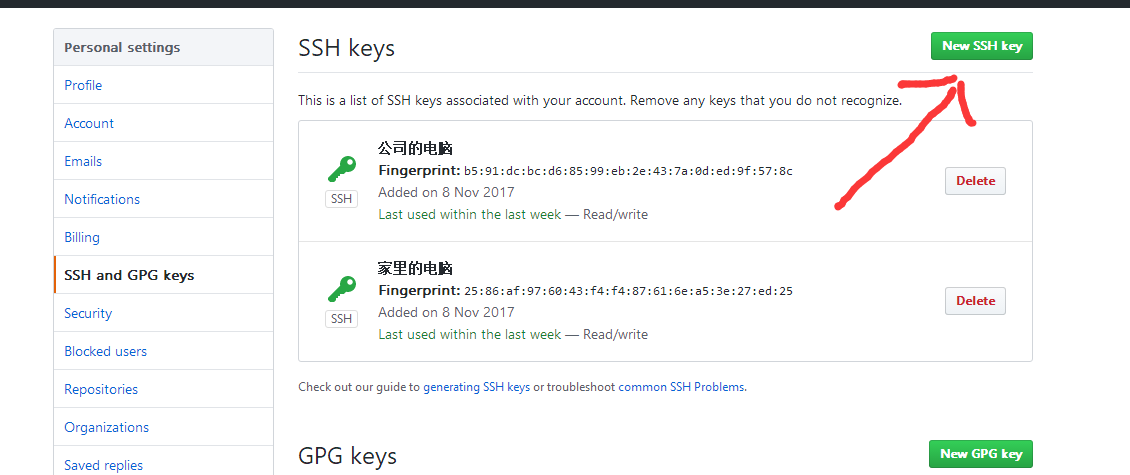 Personal settings
Profile
Account
Emails
Notifications
Billing
SSH and GPG keys
Security
Blocked users
Repositories
Organizations
Saved replies
SSH keys
New SSH key
This is a list of SSH keys associated with your account. Remove any keys that you do not recognize.
公司的电脑
Fingerprint: b5:91:dc:bc:d6:85:99:eb:2e:43:7a:0d:ed:9f:57:8c
SSH
Added on 8 Nov 2017
Last used within the last week — Read/write
Delete
家里的电脑
Fingerprint: 25:86:af:97:60:43:f4:f4:87:61:6e:a5:3e:27:ed:25
SSH
Added on 8 Nov 2017
Last used within the last week — Read/write
Delete
Check out our guide to generating SSH keys or troubleshoot common SSH Problems.
GPG keys
New GPG key